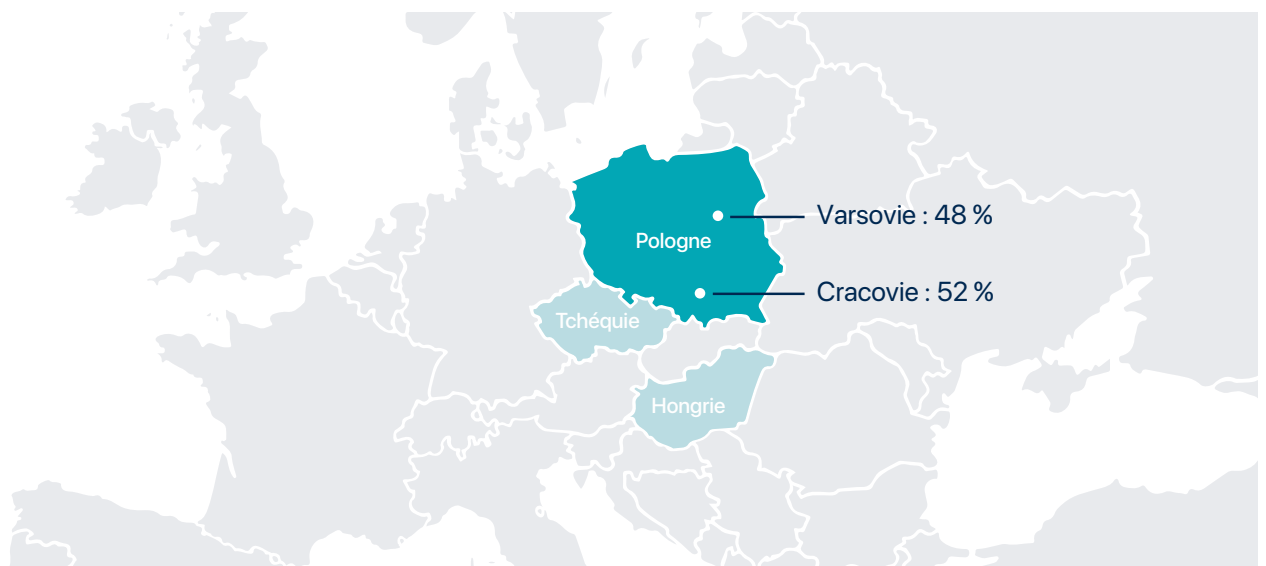 Varsovie : 48 %
Pologne
Cracovie : 52 %
Tchéquie
Hongrie